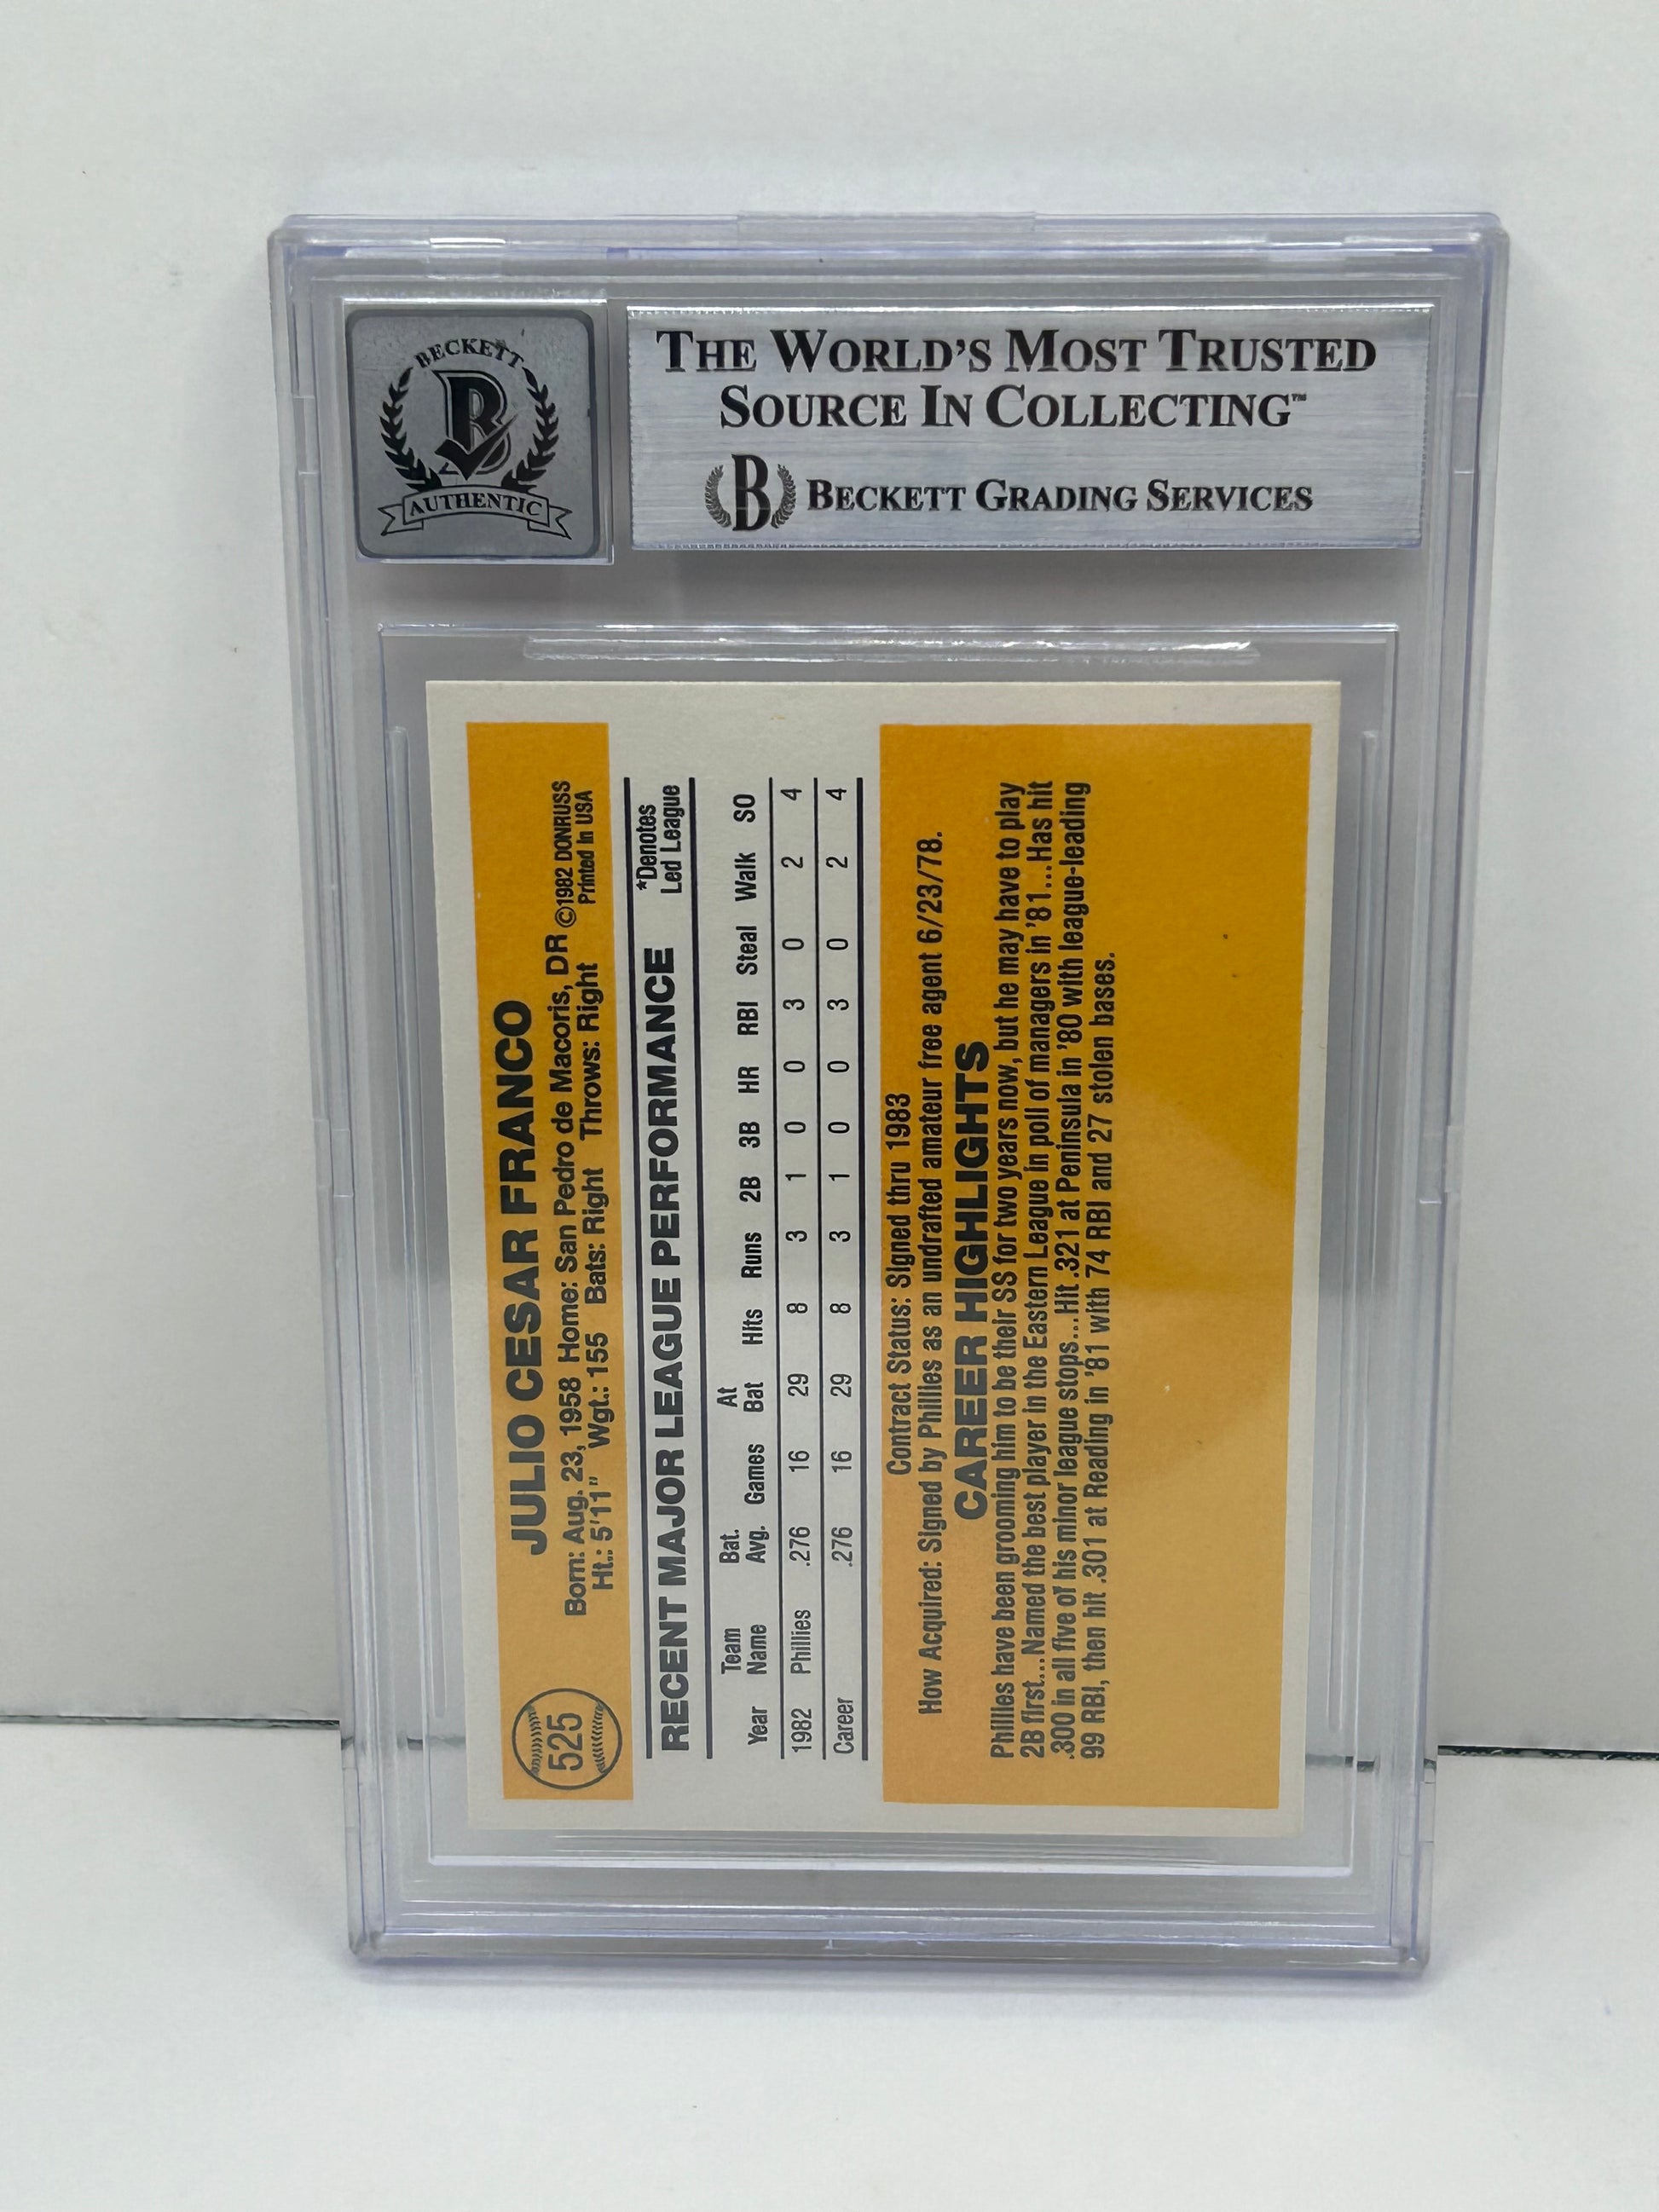 BECKETT
B
AUTHENTIC
THE WORLD'S MOST TRUSTED
SOURCE IN COLLECTING™
B BECKETT GRADING SERVICES
525
JULIO CESAR FRANCO
Born: Aug. 23, 1958 Home: San Pedro de Macoris, DR ©1982 DONRUSS
Ht.: 5'11" Wgt.: 155 Bats: Right Throws: Right Printed In USA
RECENT MAJOR LEAGUE PERFORMANCE *Denotes Led League
Year Team Name Bat. Avg. Games At Bat Hits Runs 2B 3B HR RBI Steal Walk SO
1982 Phillies .276 16 29 8 3 1 0 0 3 0 2 4
Career .276 16 29 8 3 1 0 0 3 0 2 4
Contract Status: Signed thru 1983
How Acquired: Signed by Phillies as an undrafted amateur free agent 6/23/78.
CAREER HIGHLIGHTS
Phillies have been grooming him to be their SS for two years now, but he may have to play
2B first...Named the best player in the Eastern League in poll of managers in '81...Has hit
.300 in all five of his minor league stops...Hit .321 at Peninsula in '80 with league-leading
99 RBI, then hit .301 at Reading in '81 with 74 RBI and 27 stolen bases.